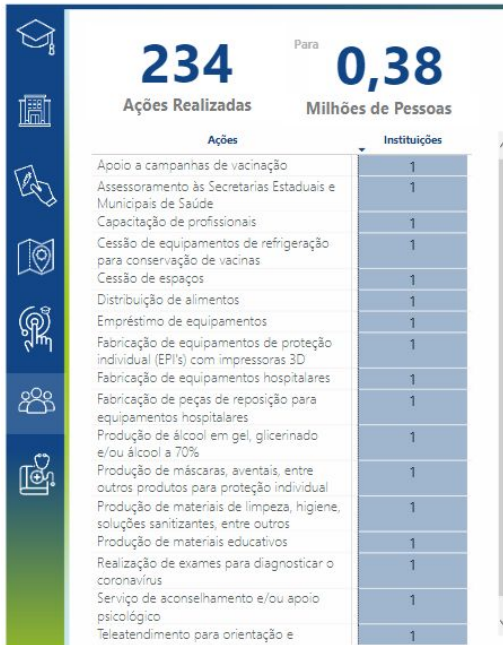 234
Ações Realizadas
Para
0,38
Milhões de Pessoas
Ações Instituições
Apoio a campanhas de vacinação 1
Assessoramento às Secretarias Estaduais e 1
Municipais de Saúde
Capacitação de profissionais 1
Cessão de equipamentos de refrigeração 1
para conservação de vacinas
Cessão de espaços 1
Distribuição de alimentos 1
Empréstimo de equipamentos 1
Fabricação de equipamentos de proteção 1
individual (EPI's) com impressoras 3D
Fabricação de equipamentos hospitalares 1
Fabricação de peças de reposição para 1
equipamentos hospitalares
Produção de álcool em gel, glicerinado 1
e/ou álcool a 70%
Produção de máscaras, aventais, entre 1
outros produtos para proteção individual
Produção de materiais de limpeza, higiene, 1
soluções sanitizantes, entre outros
Produção de materiais educativos 1
Realização de exames para diagnosticar o 1
coronavírus
Serviço de aconselhamento e/ou apoio 1
psicológico
Teleatendimento para orientação e 1